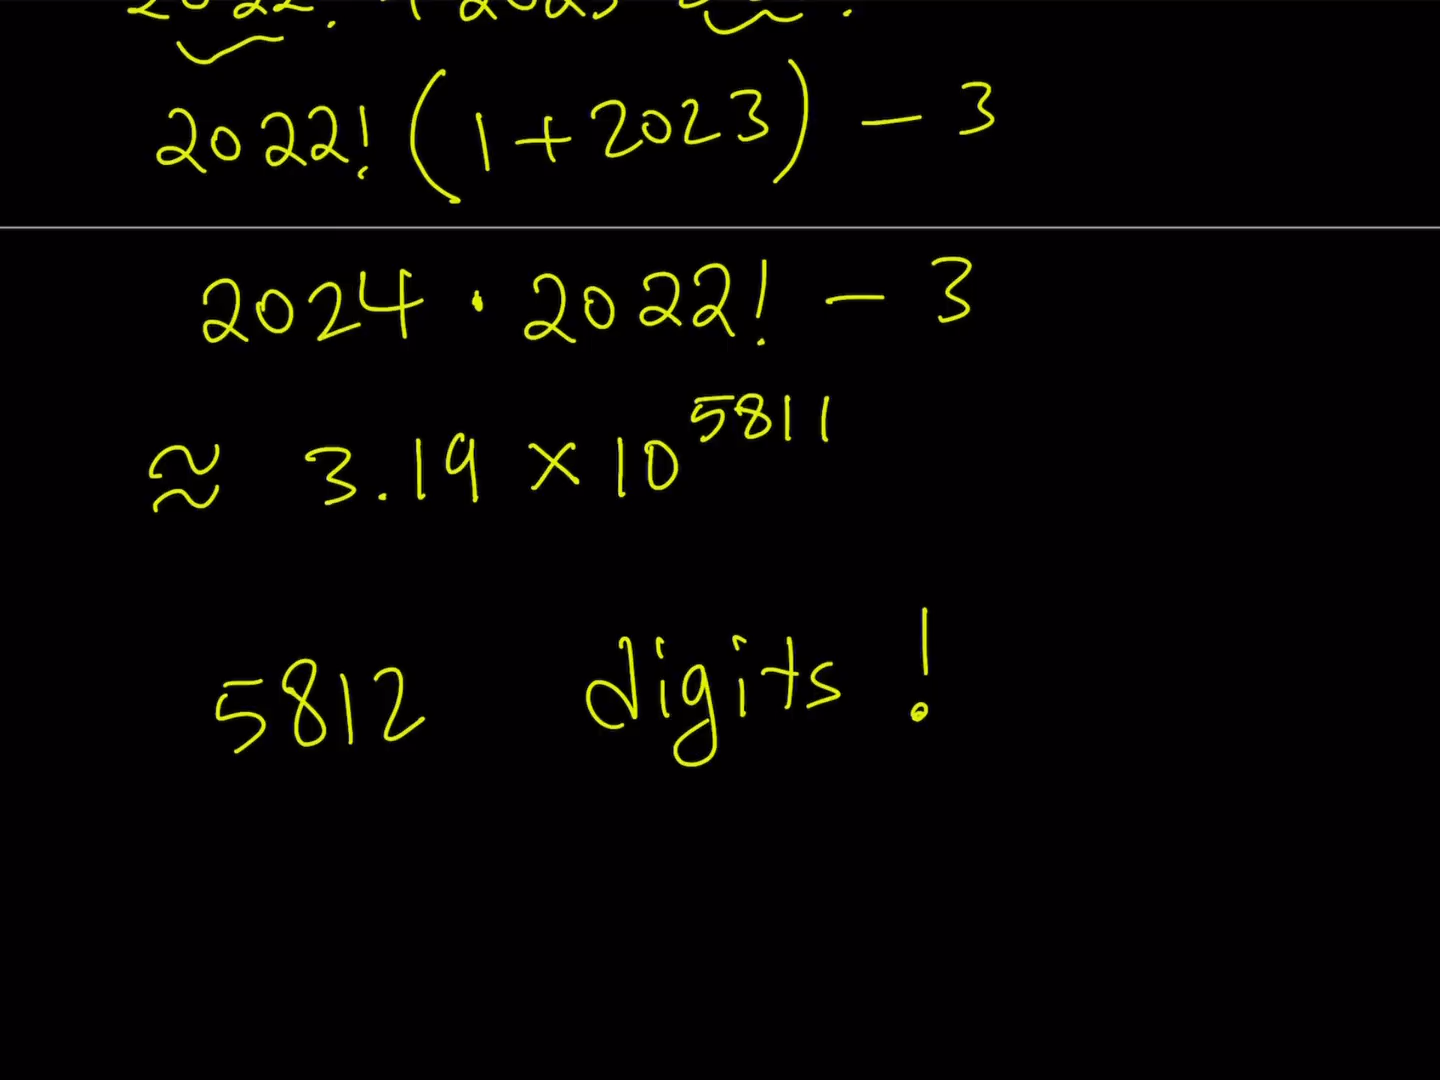 2022! (1+2023) - 3
2024 · 2022! - 3
≈ 3.19 × 10^5811
5812 digits!